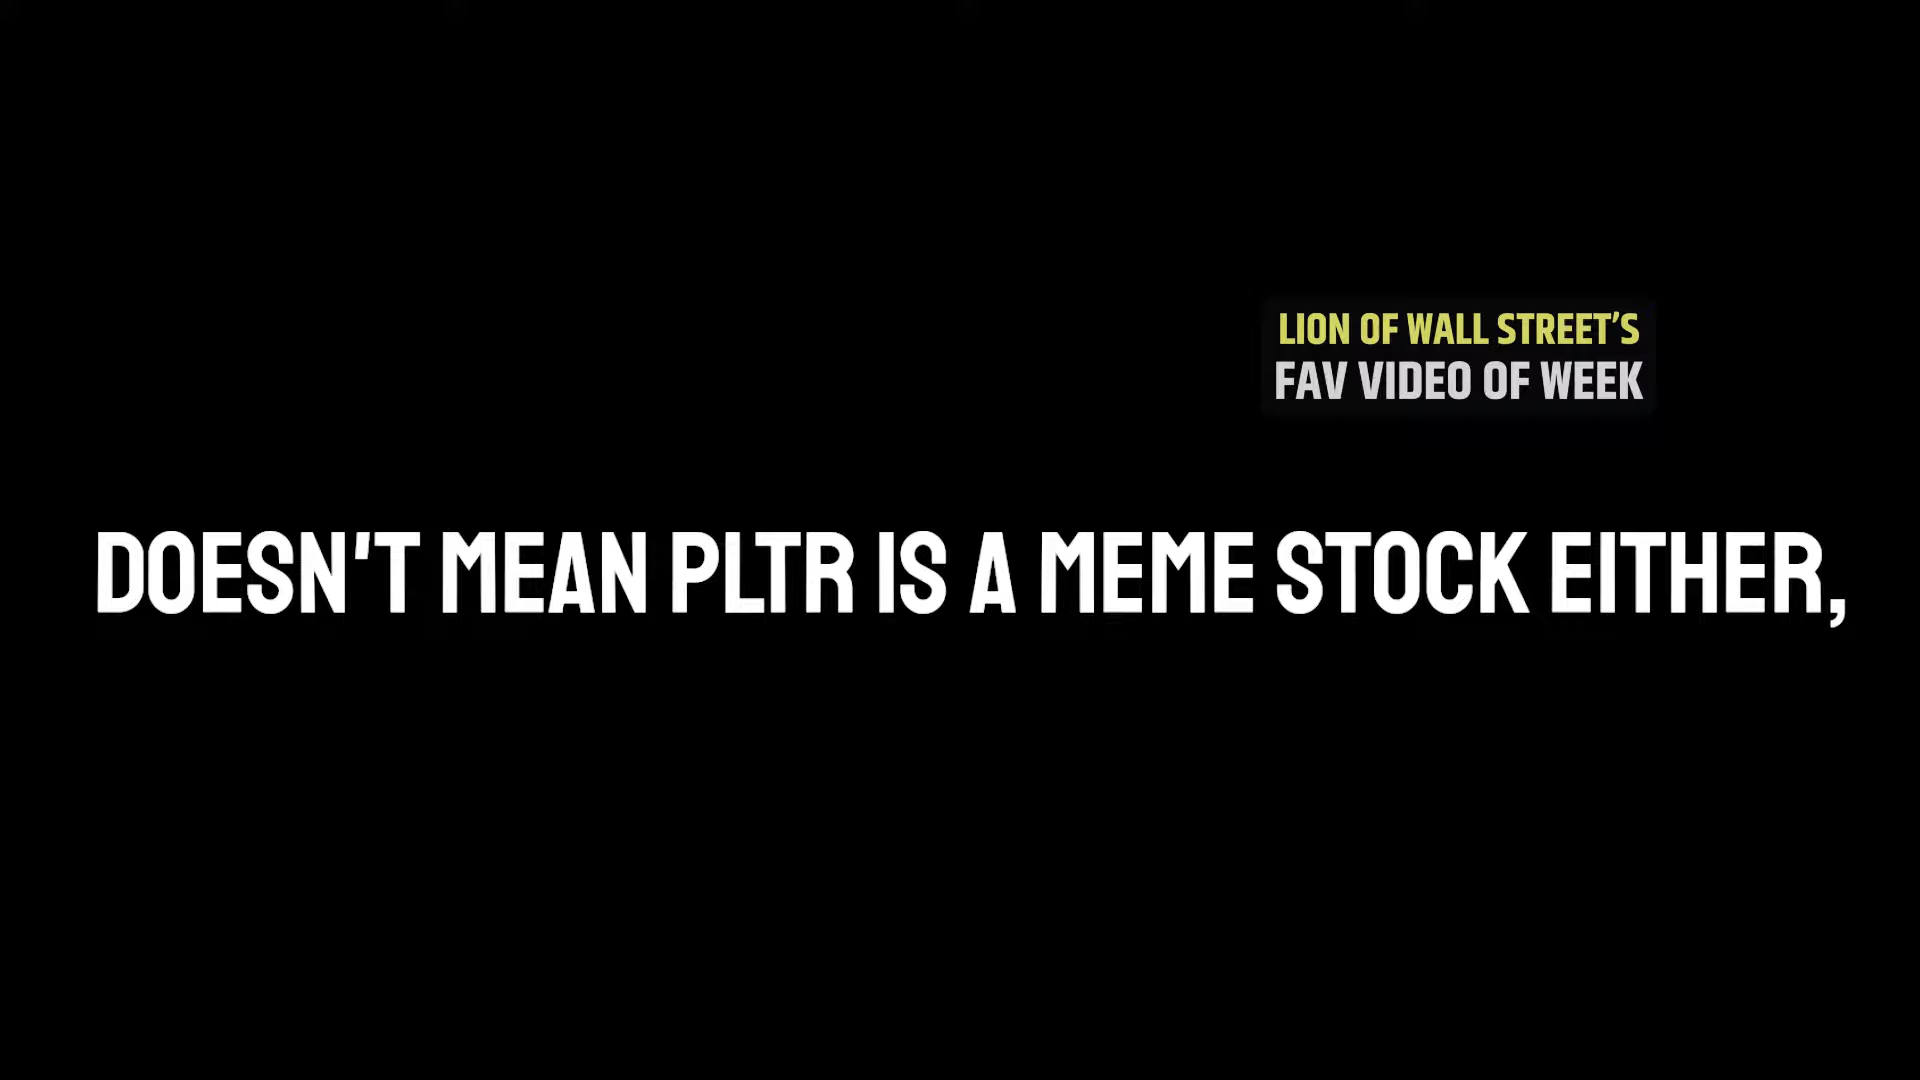 LION OF WALL STREET’S
FAV VIDEO OF WEEK
DOESN'T MEAN PLTR IS A MEME STOCK EITHER,